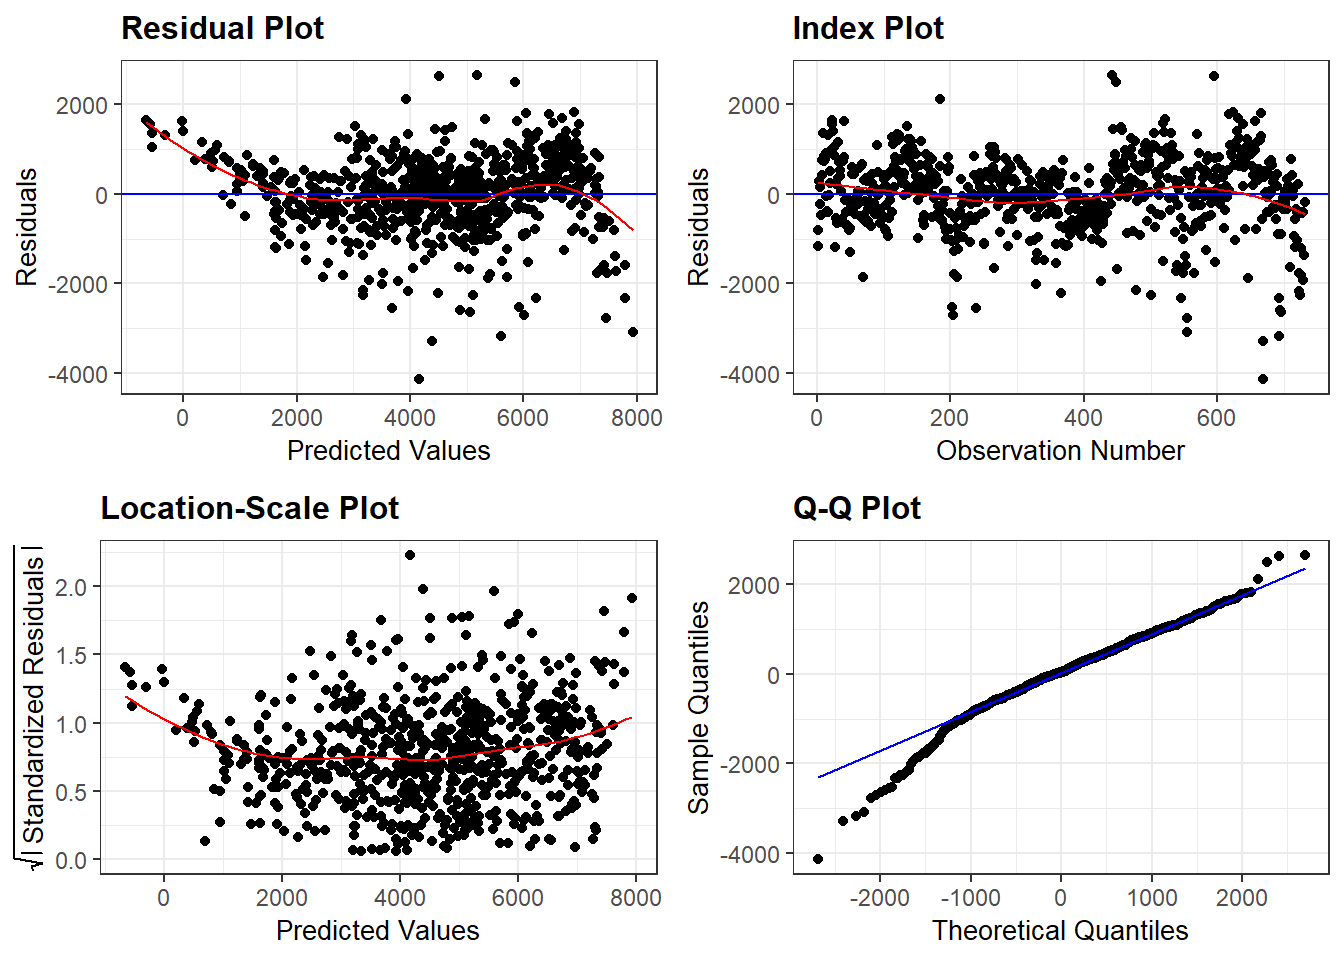 Residual Plot
Residuals
2000
0
-2000
-4000
0 2000 4000 6000 8000
Predicted Values
Index Plot
Residuals
2000
0
-2000
-4000
0 200 400 600
Observation Number
Location-Scale Plot
√| Standardized Residuals |
2.0
1.5
1.0
0.5
0.0
0 2000 4000 6000 8000
Predicted Values
Q-Q Plot
Sample Quantiles
2000
0
-2000
-4000
-2000 -1000 0 1000 2000
Theoretical Quantiles